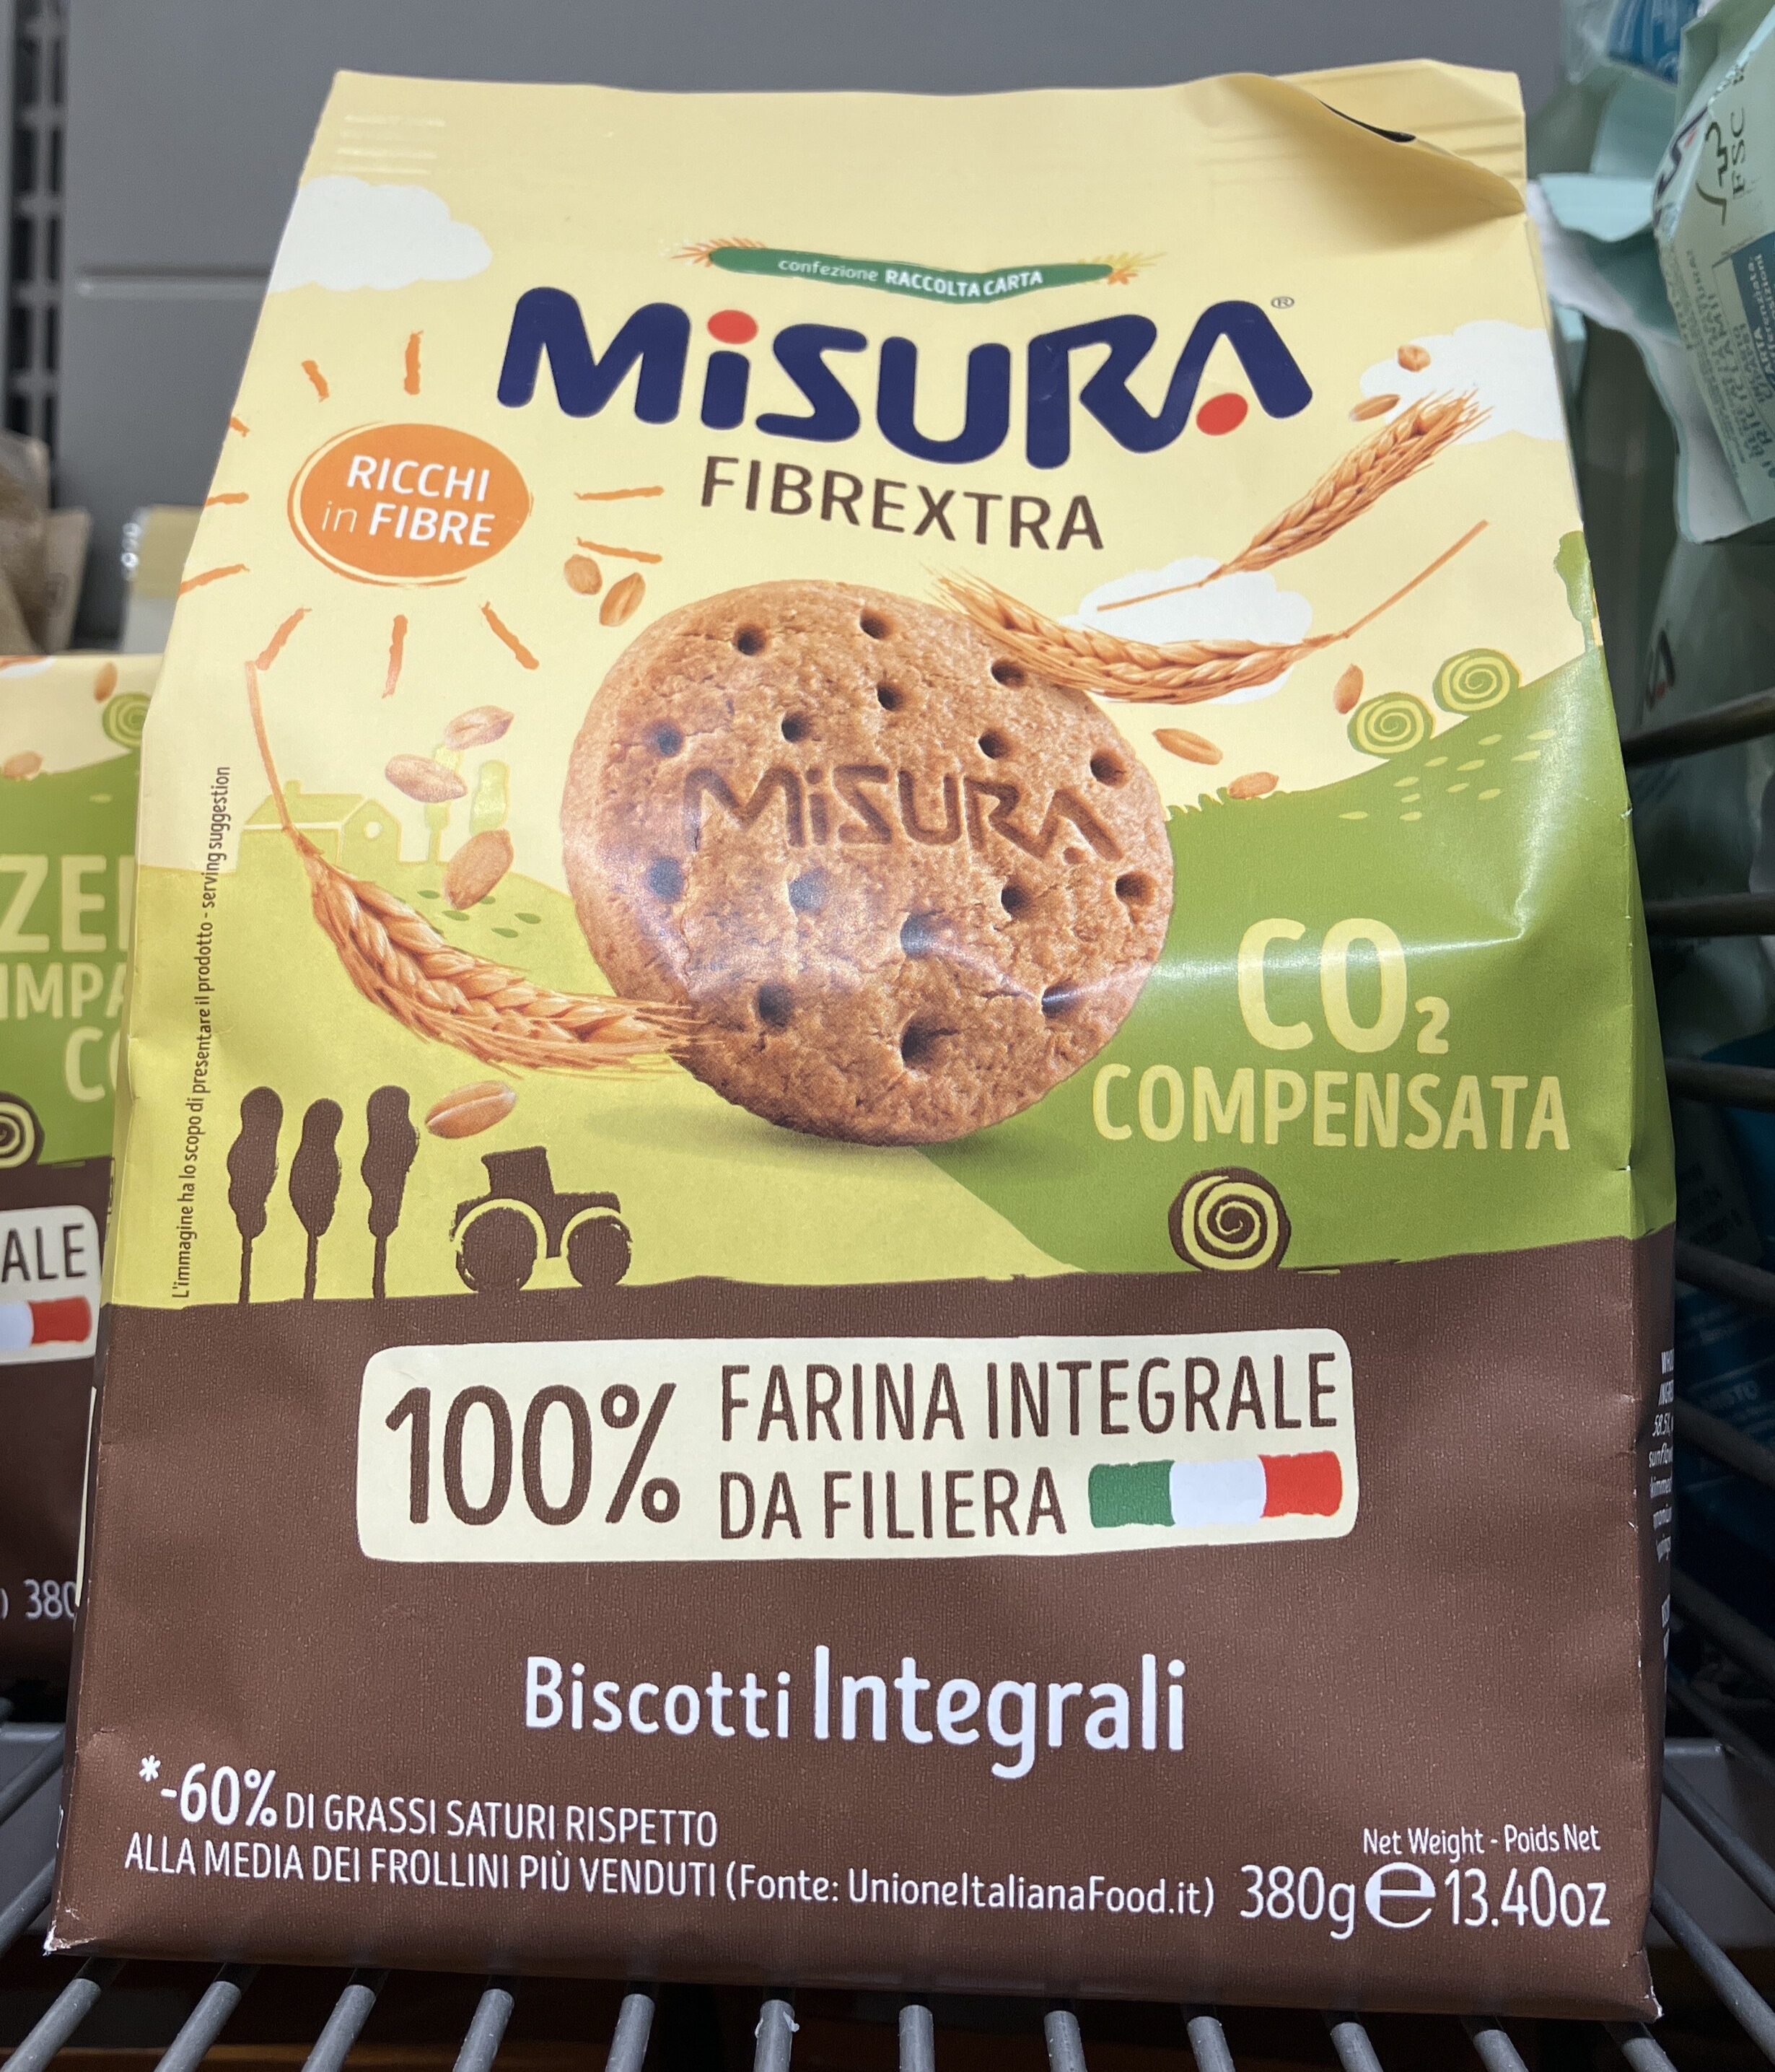 confezione RACCOLTA CARTA
MiSURA®
FIBREXTRA
RICCHI
in FIBRE
MiSURA
CO2
COMPENSATA
L'immagine ha lo scopo di presentare il prodotto - serving suggestion
100%
FARINA INTEGRALE
DA FILIERA
Biscotti Integrali
*-60% DI GRASSI SATURI RISPETTO
ALLA MEDIA DEI FROLLINI PIÙ VENDUTI (Fonte: UnioneItalianaFood.it)
Net Weight - Poids Net
380g e 13.40oz
FSC